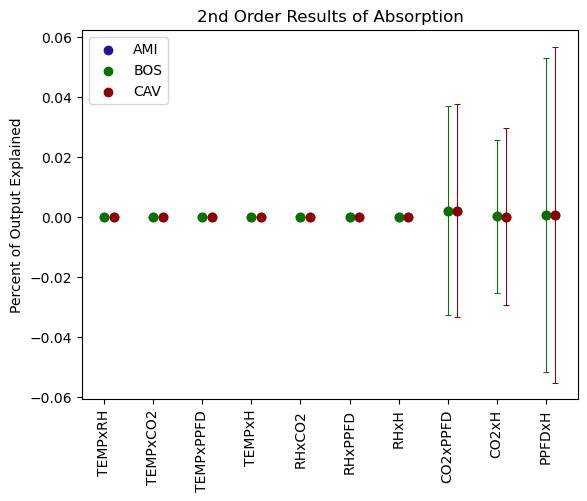 2nd Order Results of Absorption
AMI
BOS
CAV
Percent of Output Explained
0.06
0.04
0.02
0.00
−0.02
−0.04
−0.06
TEMPxRH
TEMPxCO2
TEMPxPPFD
TEMPxH
RHxCO2
RHxPPFD
RHxH
CO2xPPFD
CO2xH
PPFDxH